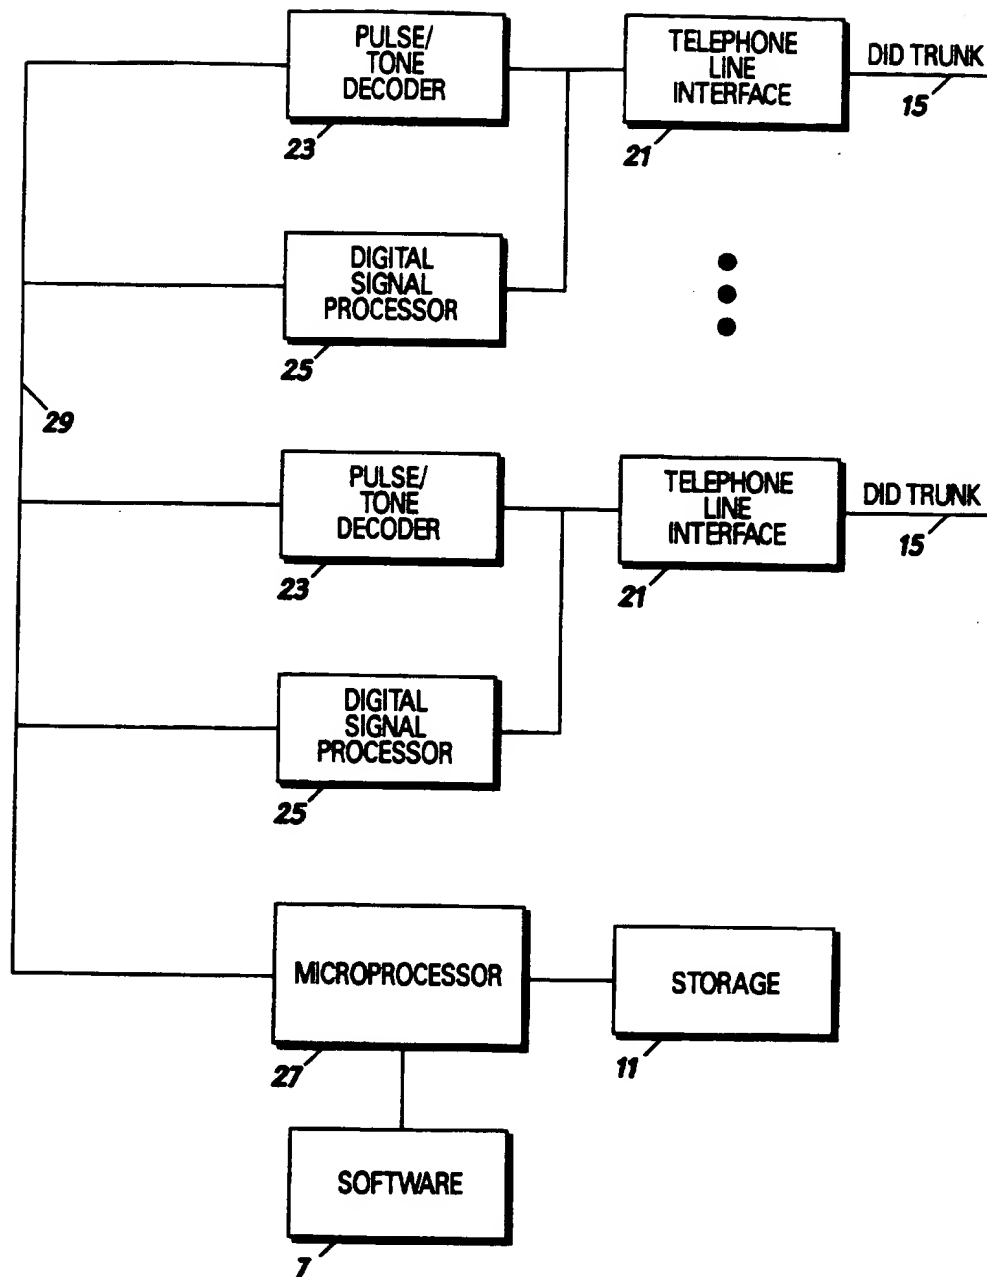 PULSE/
TONE
DECODER
23
TELEPHONE
LINE
INTERFACE
21
DID TRUNK
15
DIGITAL
SIGNAL
PROCESSOR
25
29
PULSE/
TONE
DECODER
23
TELEPHONE
LINE
INTERFACE
21
DID TRUNK
15
DIGITAL
SIGNAL
PROCESSOR
25
MICROPROCESSOR
27
STORAGE
11
SOFTWARE
7